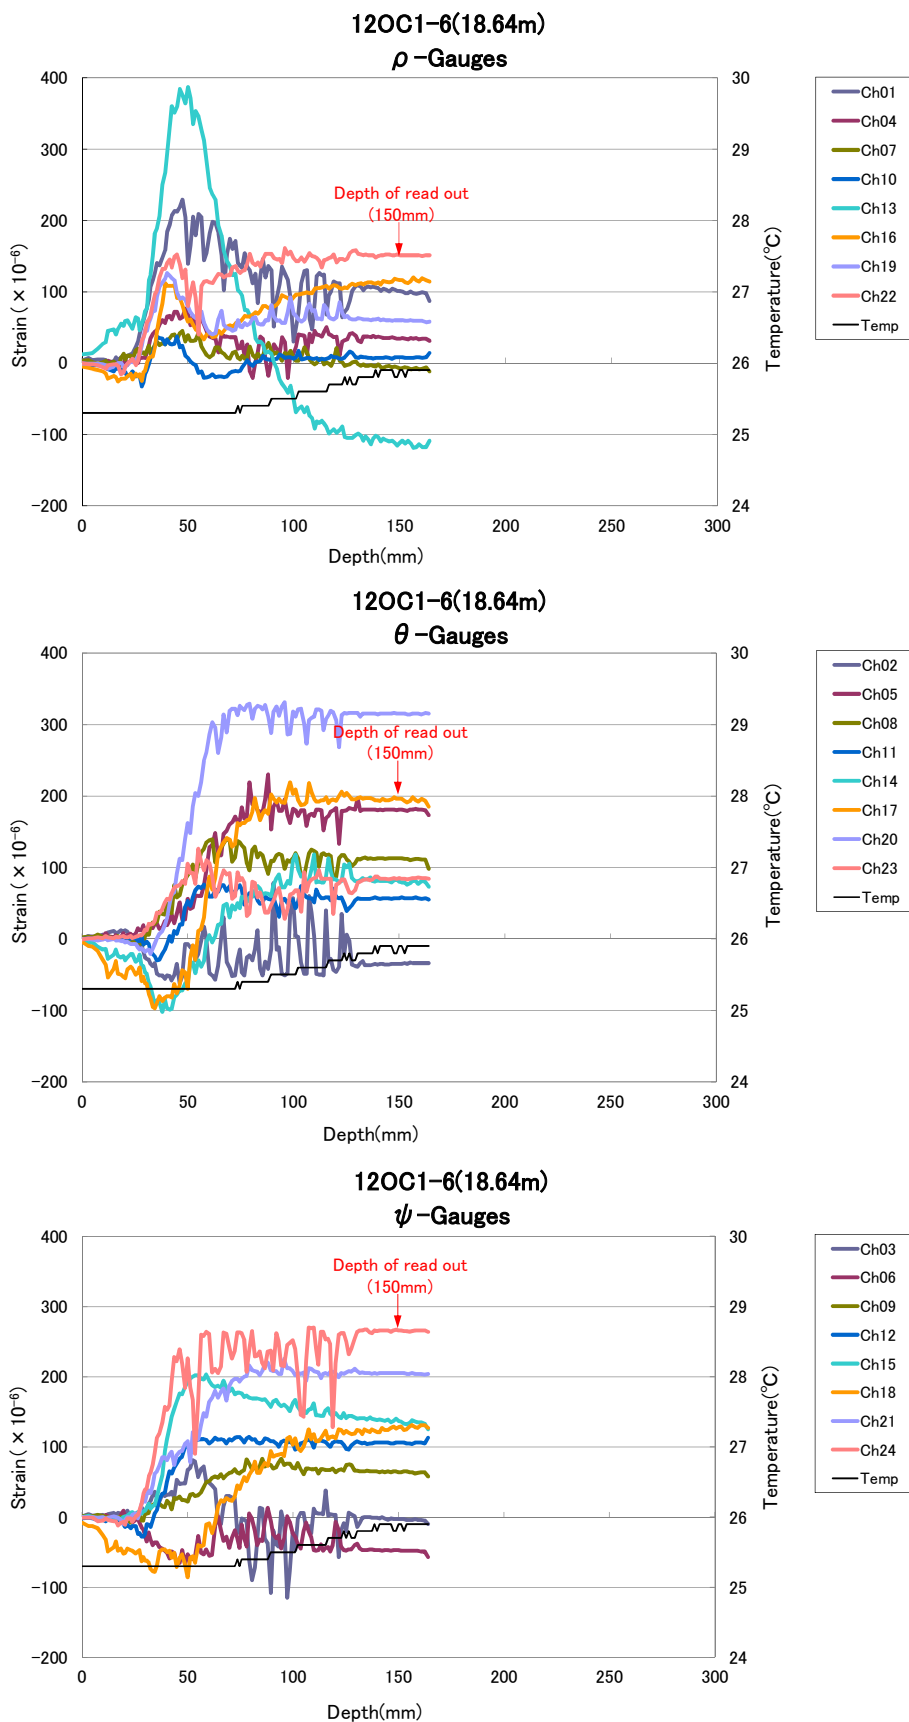 12OC1-6(18.64m)
ρ-Gauges
400
300
200
100
0
-100
-200
Strain(×10⁻⁶)
30
29
28
27
26
25
24
Temperature(℃)
Depth of read out
(150mm)
0 50 100 150 200 250 300
Depth(mm)
Ch01
Ch04
Ch07
Ch10
Ch13
Ch16
Ch19
Ch22
Temp
12OC1-6(18.64m)
θ-Gauges
400
300
200
100
0
-100
-200
Strain(×10⁻⁶)
30
29
28
27
26
25
24
Temperature(℃)
Depth of read out
(150mm)
0 50 100 150 200 250 300
Depth(mm)
Ch02
Ch05
Ch08
Ch11
Ch14
Ch17
Ch20
Ch23
Temp
12OC1-6(18.64m)
ψ-Gauges
400
300
200
100
0
-100
-200
Strain(×10⁻⁶)
30
29
28
27
26
25
24
Temperature(℃)
Depth of read out
(150mm)
0 50 100 150 200 250 300
Depth(mm)
Ch03
Ch06
Ch09
Ch12
Ch15
Ch18
Ch21
Ch24
Temp